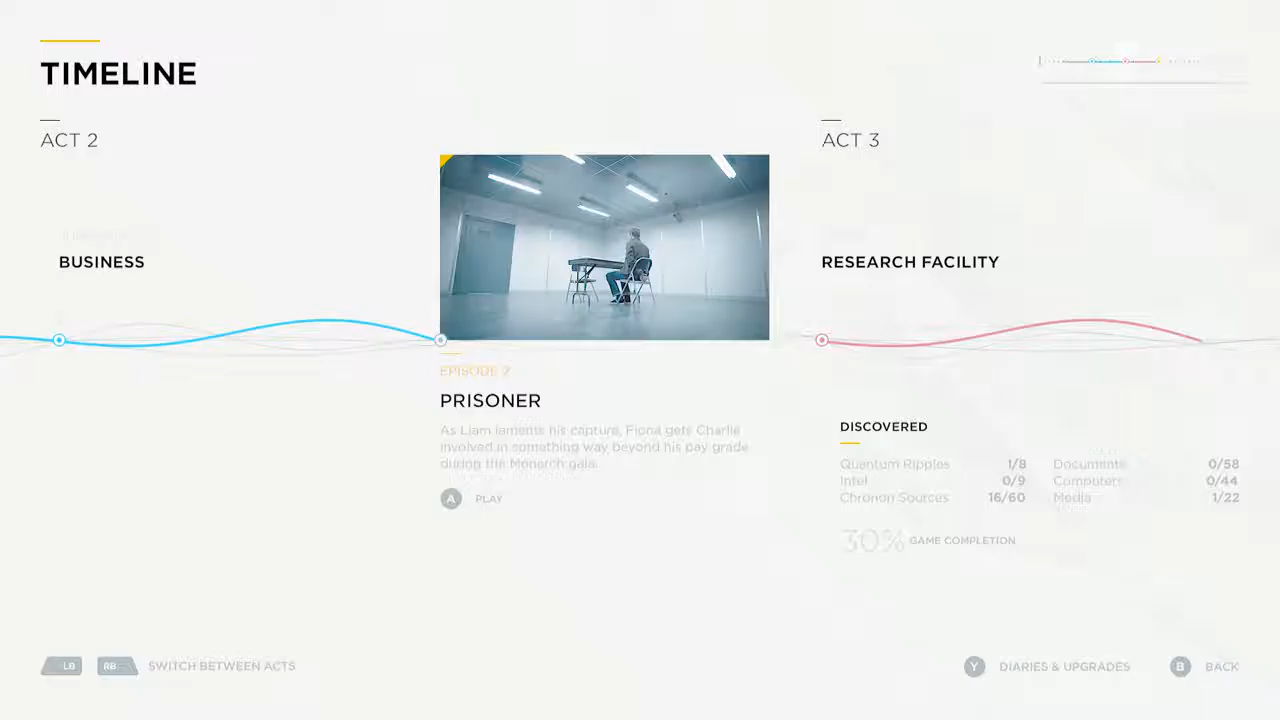 TIMELINE
ACT 2
BUSINESS
EPISODE 2
PRISONER
As Liam laments his capture, Fiona gets Charlie
involved in something way beyond his pay grade
during the Monarch gala.
A PLAY
ACT 3
RESEARCH FACILITY
DISCOVERED
Quantum Ripples 1/8 Documents 0/58
Intel 0/9 Computers 0/44
Chronon Sources 16/60 Media 1/22
30% GAME COMPLETION
LB RB SWITCH BETWEEN ACTS
Y DIARIES & UPGRADES B BACK